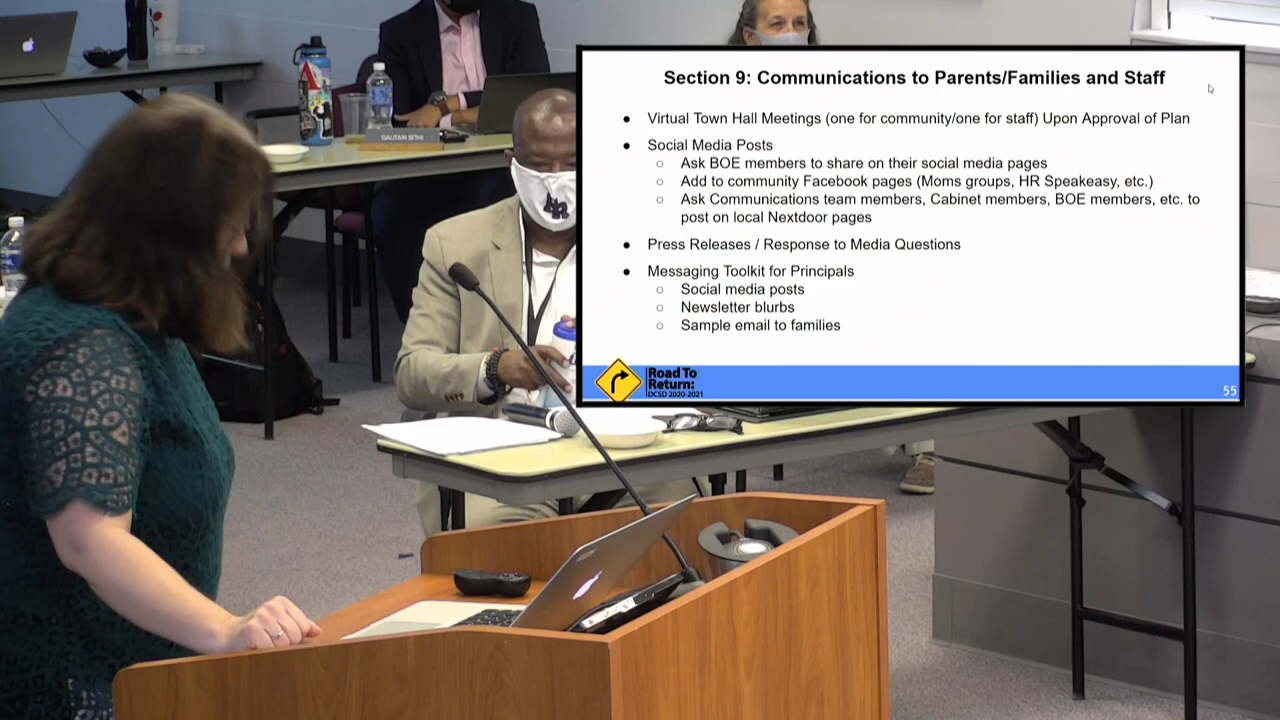 Section 9: Communications to Parents/Families and Staff
● Virtual Town Hall Meetings (one for community/one for staff) Upon Approval of Plan
● Social Media Posts
○ Ask BOE members to share on their social media pages
○ Add to community Facebook pages (Moms groups, HR Speakeasy, etc.)
○ Ask Communications team members, Cabinet members, BOE members, etc. to
post on local Nextdoor pages
● Press Releases / Response to Media Questions
● Messaging Toolkit for Principals
○ Social media posts
○ Newsletter blurbs
○ Sample email to families
Road To
Return:
DCSD 2020-2021
55
GAUTAM SETHI
HR